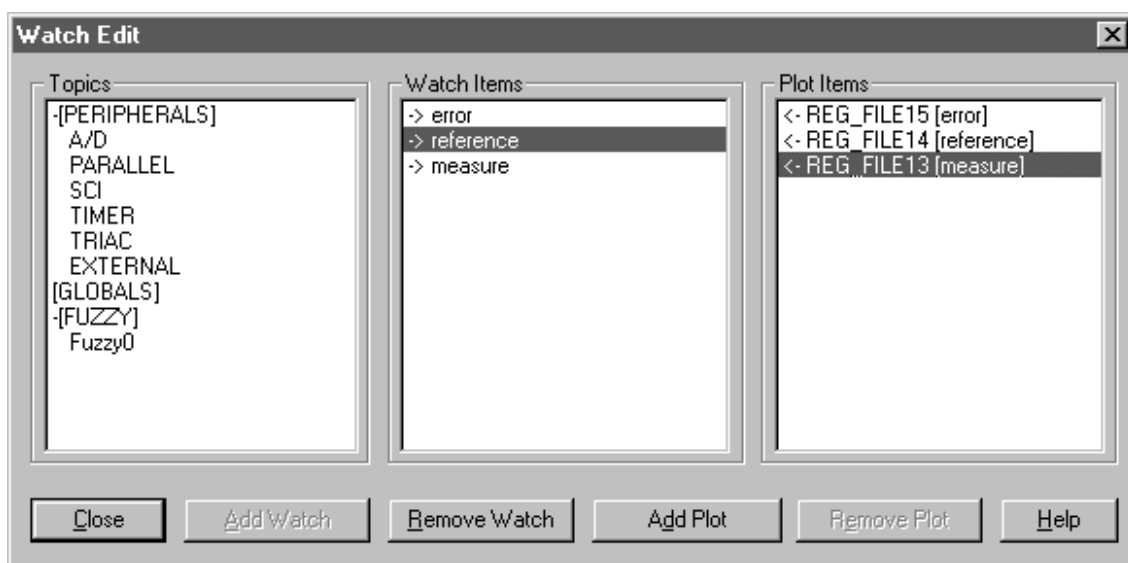 Watch Edit
Topics
-[PERIPHERALS]
A/D
PARALLEL
SCI
TIMER
TRIAC
EXTERNAL
[GLOBALS]
-[FUZZY]
Fuzzy0
Watch Items
-> error
-> reference
-> measure
Plot Items
<- REG_FILE15 [error]
<- REG_FILE14 [reference]
<- REG_FILE13 [measure]
Close
Add Watch
Remove Watch
Add Plot
Remove Plot
Help